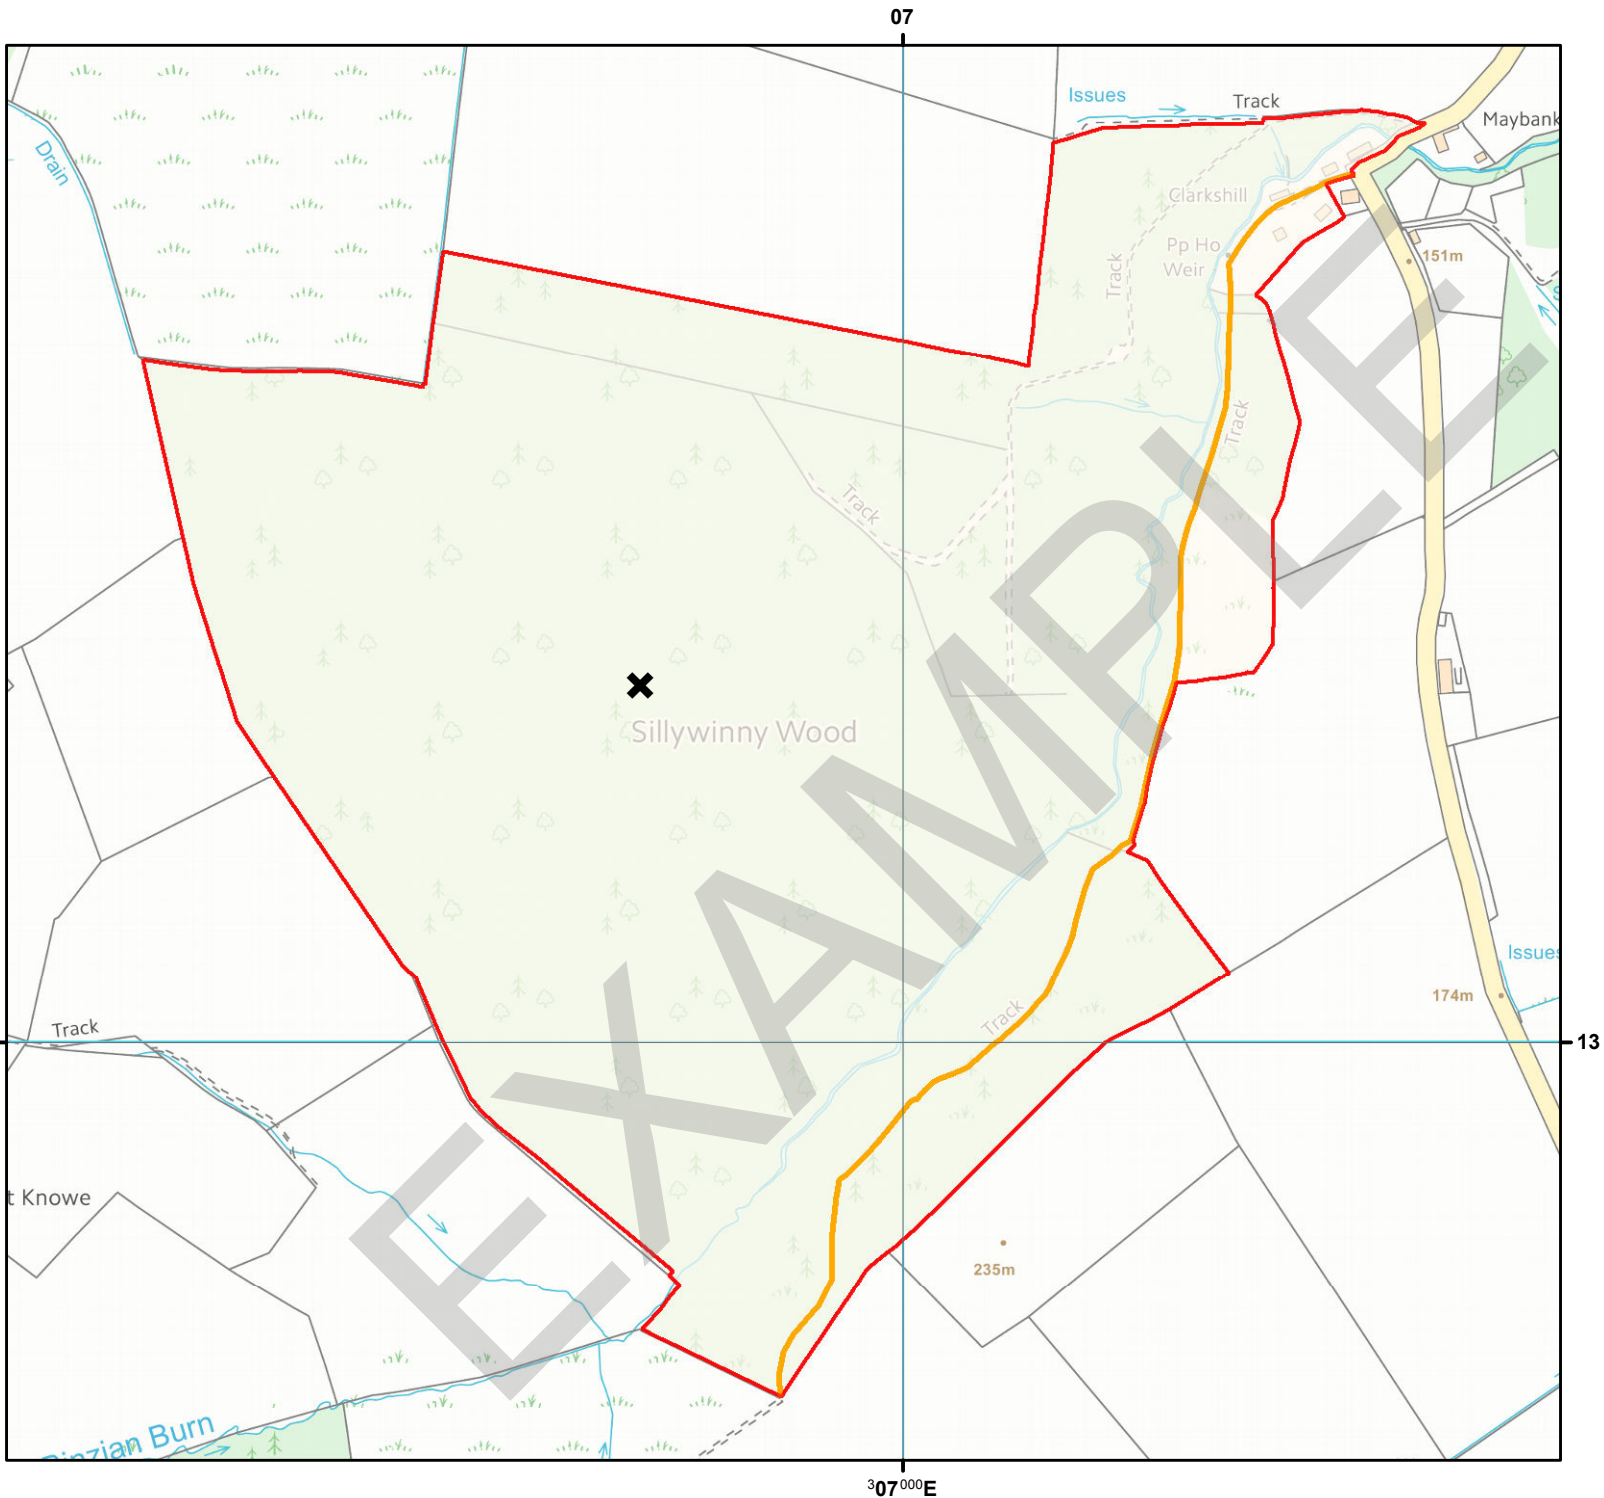 07
Issues
Track
Maybank
Drain
Clarkshill
Pp Ho
Weir
Track
151m
Track
Track
Sillywinny Wood
EXAMPLE
Issues
174m
Track
Track
13
t Knowe
235m
Binzian Burn
307000E